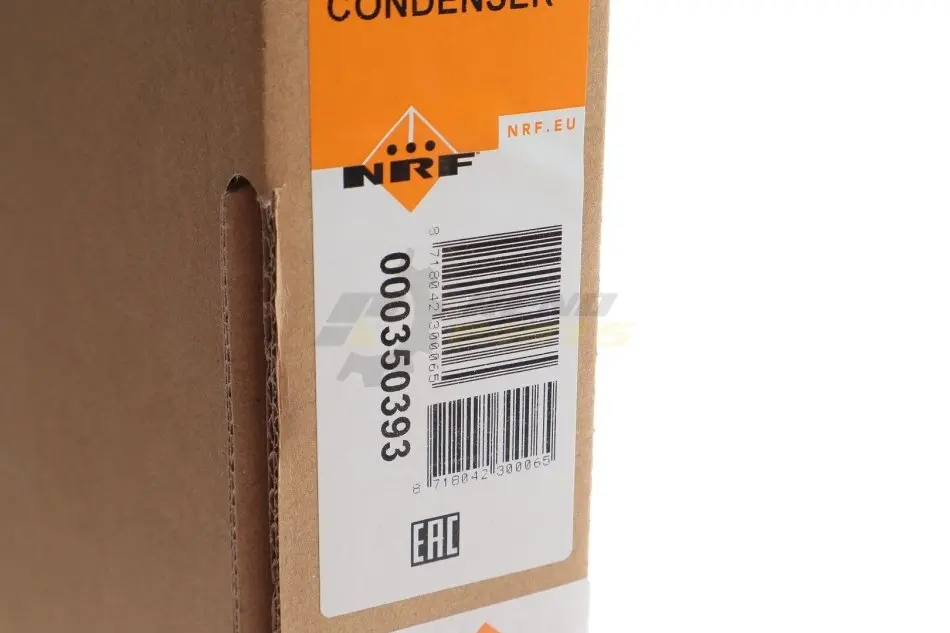 CONDENSER
NRF.EU
NRF
000350393
8 718042 300065
8 718042 300065
EAC